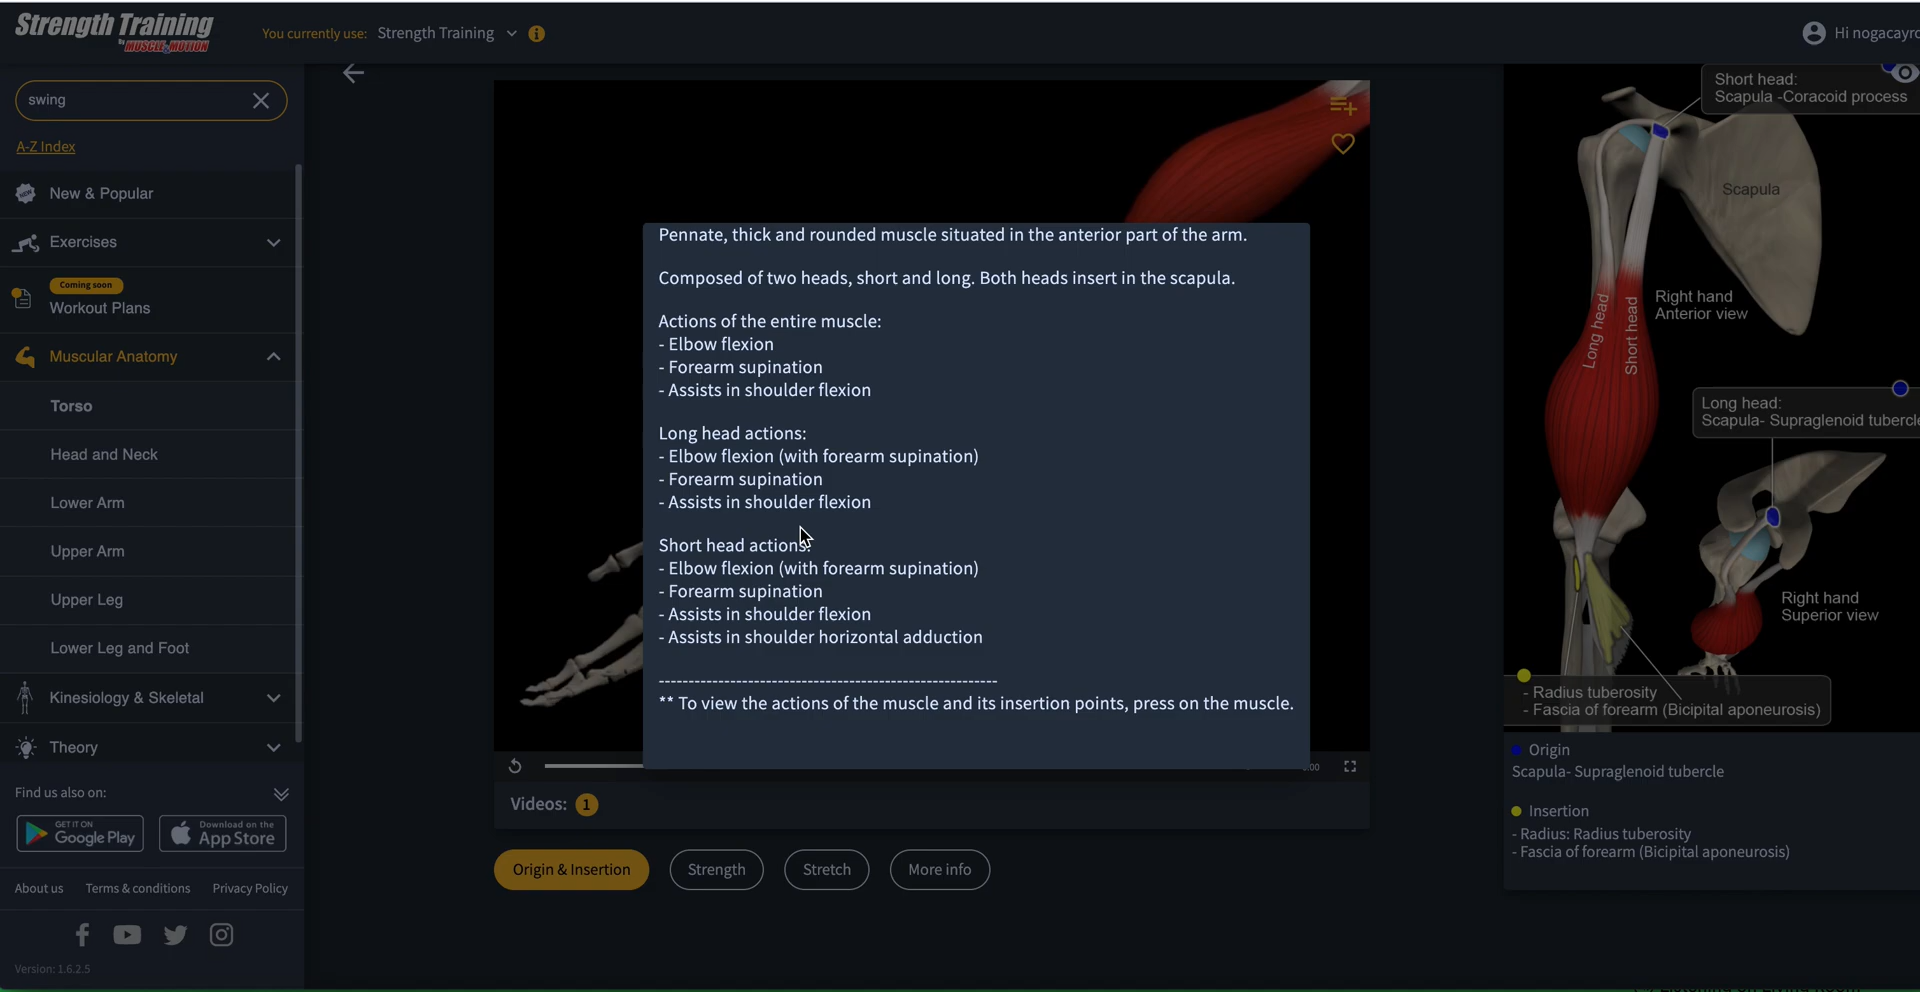 Strength Training
By MUSCLE & MOTION
You currently use: Strength Training
Hi nogacayro
swing
A-Z Index
New & Popular
Exercises
Coming soon
Workout Plans
Muscular Anatomy
Torso
Head and Neck
Lower Arm
Upper Arm
Upper Leg
Lower Leg and Foot
Kinesiology & Skeletal
Theory
Find us also on:
GET IT ON
Google Play
Download on the
App Store
About us Terms & conditions Privacy Policy
Version: 1.6.2.5
Pennate, thick and rounded muscle situated in the anterior part of the arm.
Composed of two heads, short and long. Both heads insert in the scapula.
Actions of the entire muscle:
- Elbow flexion
- Forearm supination
- Assists in shoulder flexion
Long head actions:
- Elbow flexion (with forearm supination)
- Forearm supination
- Assists in shoulder flexion
Short head actions:
- Elbow flexion (with forearm supination)
- Forearm supination
- Assists in shoulder flexion
- Assists in shoulder horizontal adduction
--------------------------------------------------------
** To view the actions of the muscle and its insertion points, press on the muscle.
:00
Videos: 1
Origin & Insertion Strength Stretch More info
Short head:
Scapula -Coracoid process
Scapula
Right hand
Anterior view
Long head
Short head
Long head:
Scapula- Supraglenoid tubercle
Right hand
Superior view
- Radius tuberosity
- Fascia of forearm (Bicipital aponeurosis)
Origin
Scapula- Supraglenoid tubercle
Insertion
- Radius: Radius tuberosity
- Fascia of forearm (Bicipital aponeurosis)